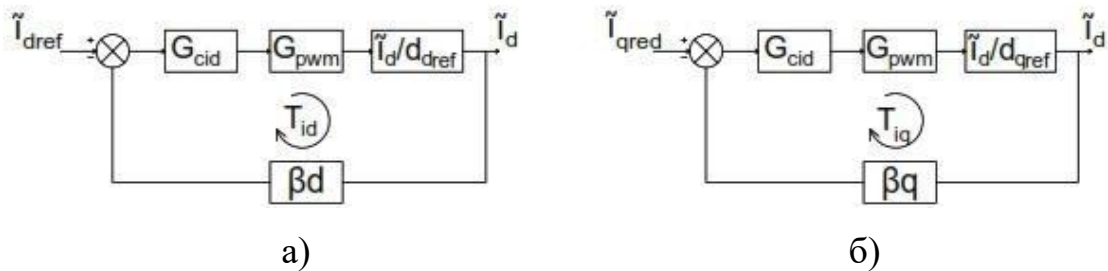 ĩdref + - Gcid Gpwm ĩd/ddref ĩd
Tid
βd
а)
ĩqred + - Gcid Gpwm ĩd/dqref ĩd
Tiq
βq
б)